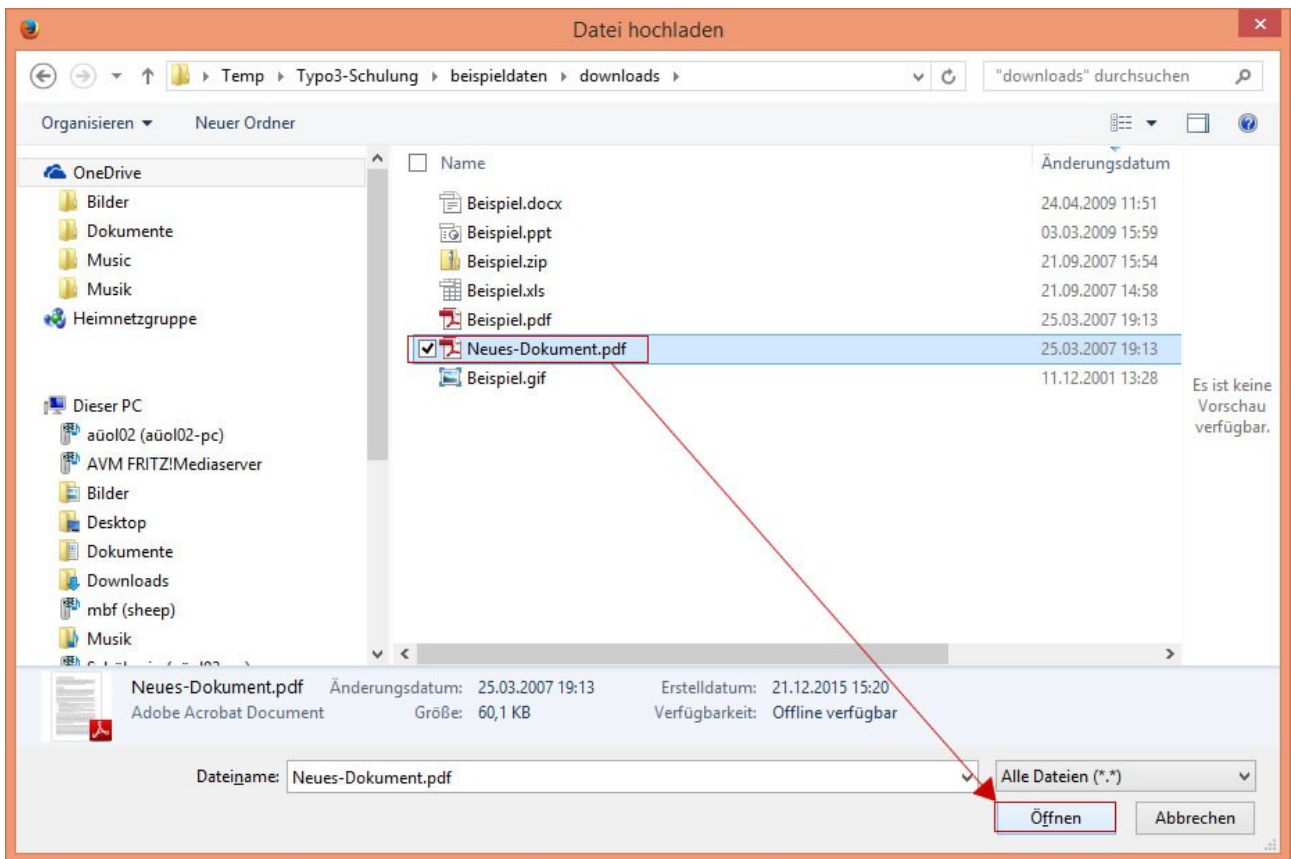 Datei hochladen
Temp Typo3-Schulung beispieldaten downloads
"downloads" durchsuchen
Organisieren Neuer Ordner
OneDrive
Bilder
Dokumente
Music
Musik
Heimnetzgruppe
Dieser PC
aüol02 (aüol02-pc)
AVM FRITZ!Mediaserver
Bilder
Desktop
Dokumente
Downloads
mbf (sheep)
Musik
Name Änderungsdatum
Beispiel.docx 24.04.2009 11:51
Beispiel.ppt 03.03.2009 15:59
Beispiel.zip 21.09.2007 15:54
Beispiel.xls 21.09.2007 14:58
Beispiel.pdf 25.03.2007 19:13
Neues-Dokument.pdf 25.03.2007 19:13
Beispiel.gif 11.12.2001 13:28
Es ist keine
Vorschau
verfügbar.
Neues-Dokument.pdf Änderungsdatum: 25.03.2007 19:13 Erstelldatum: 21.12.2015 15:20
Adobe Acrobat Document Größe: 60,1 KB Verfügbarkeit: Offline verfügbar
Dateiname: Neues-Dokument.pdf Alle Dateien (*.*)
Öffnen Abbrechen